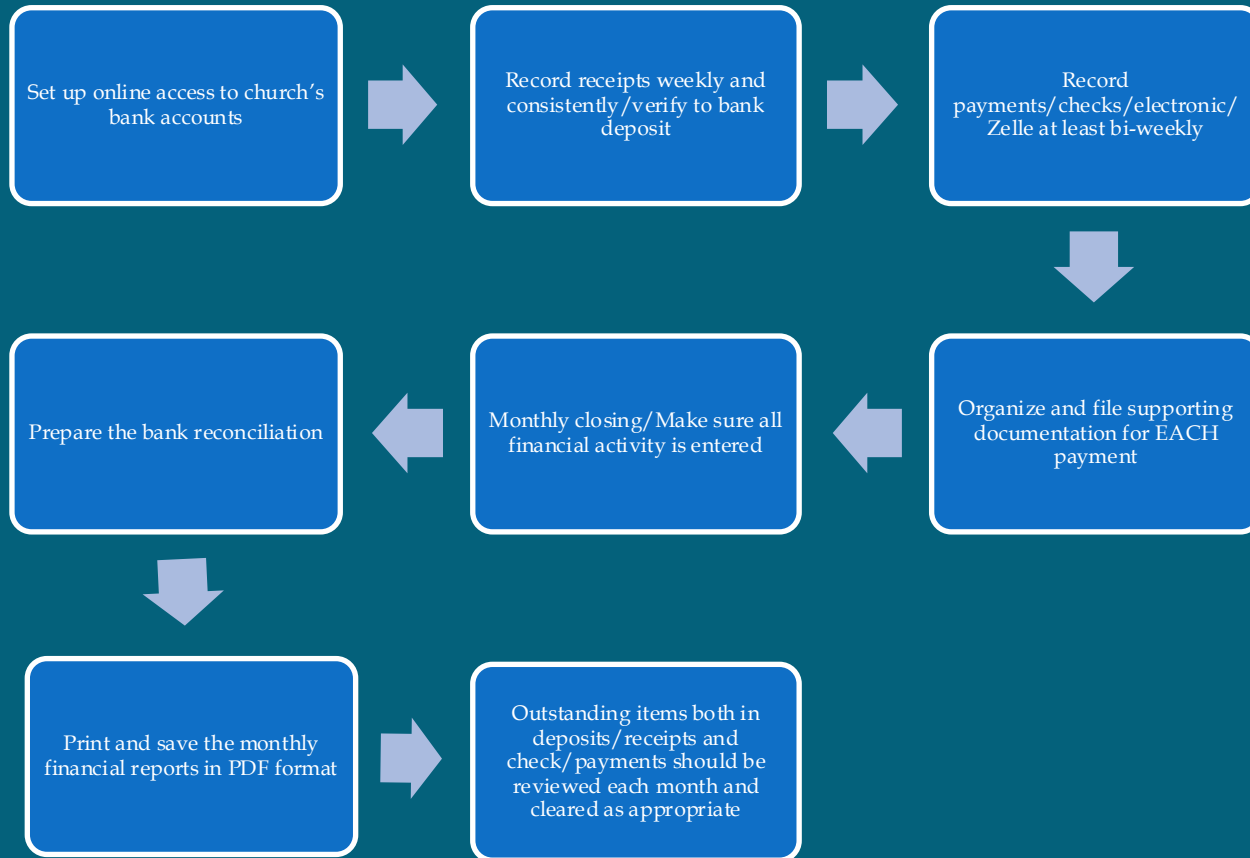 Set up online access to church’s
bank accounts
Record receipts weekly and
consistently/verify to bank
deposit
Record
payments/checks/electronic/
Zelle at least bi-weekly
Organize and file supporting
documentation for EACH
payment
Monthly closing/Make sure all
financial activity is entered
Prepare the bank reconciliation
Print and save the monthly
financial reports in PDF format
Outstanding items both in
deposits/receipts and
check/payments should be
reviewed each month and
cleared as appropriate